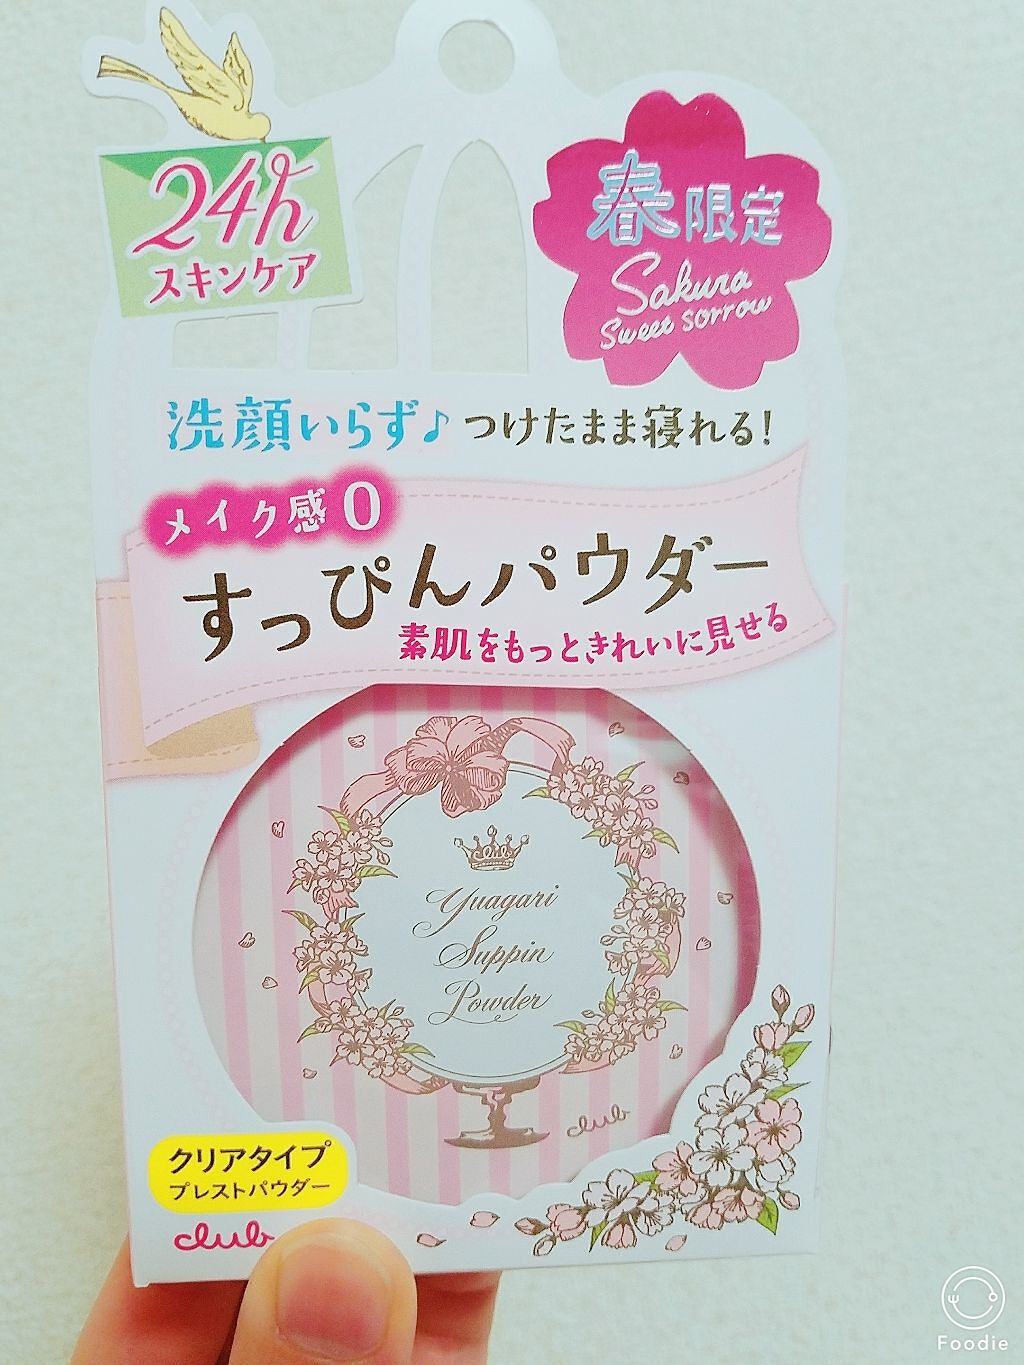 24h
スキンケア
春限定
Sakura
Sweet sorrow
洗顔いらず♪ つけたまま寝れる!
メイク感0
すっぴんパウダー
素肌をもっときれいに見せる
club
Yuagari
Suppin
Powder
club
クリアタイプ
プレストパウダー
club
Foodie